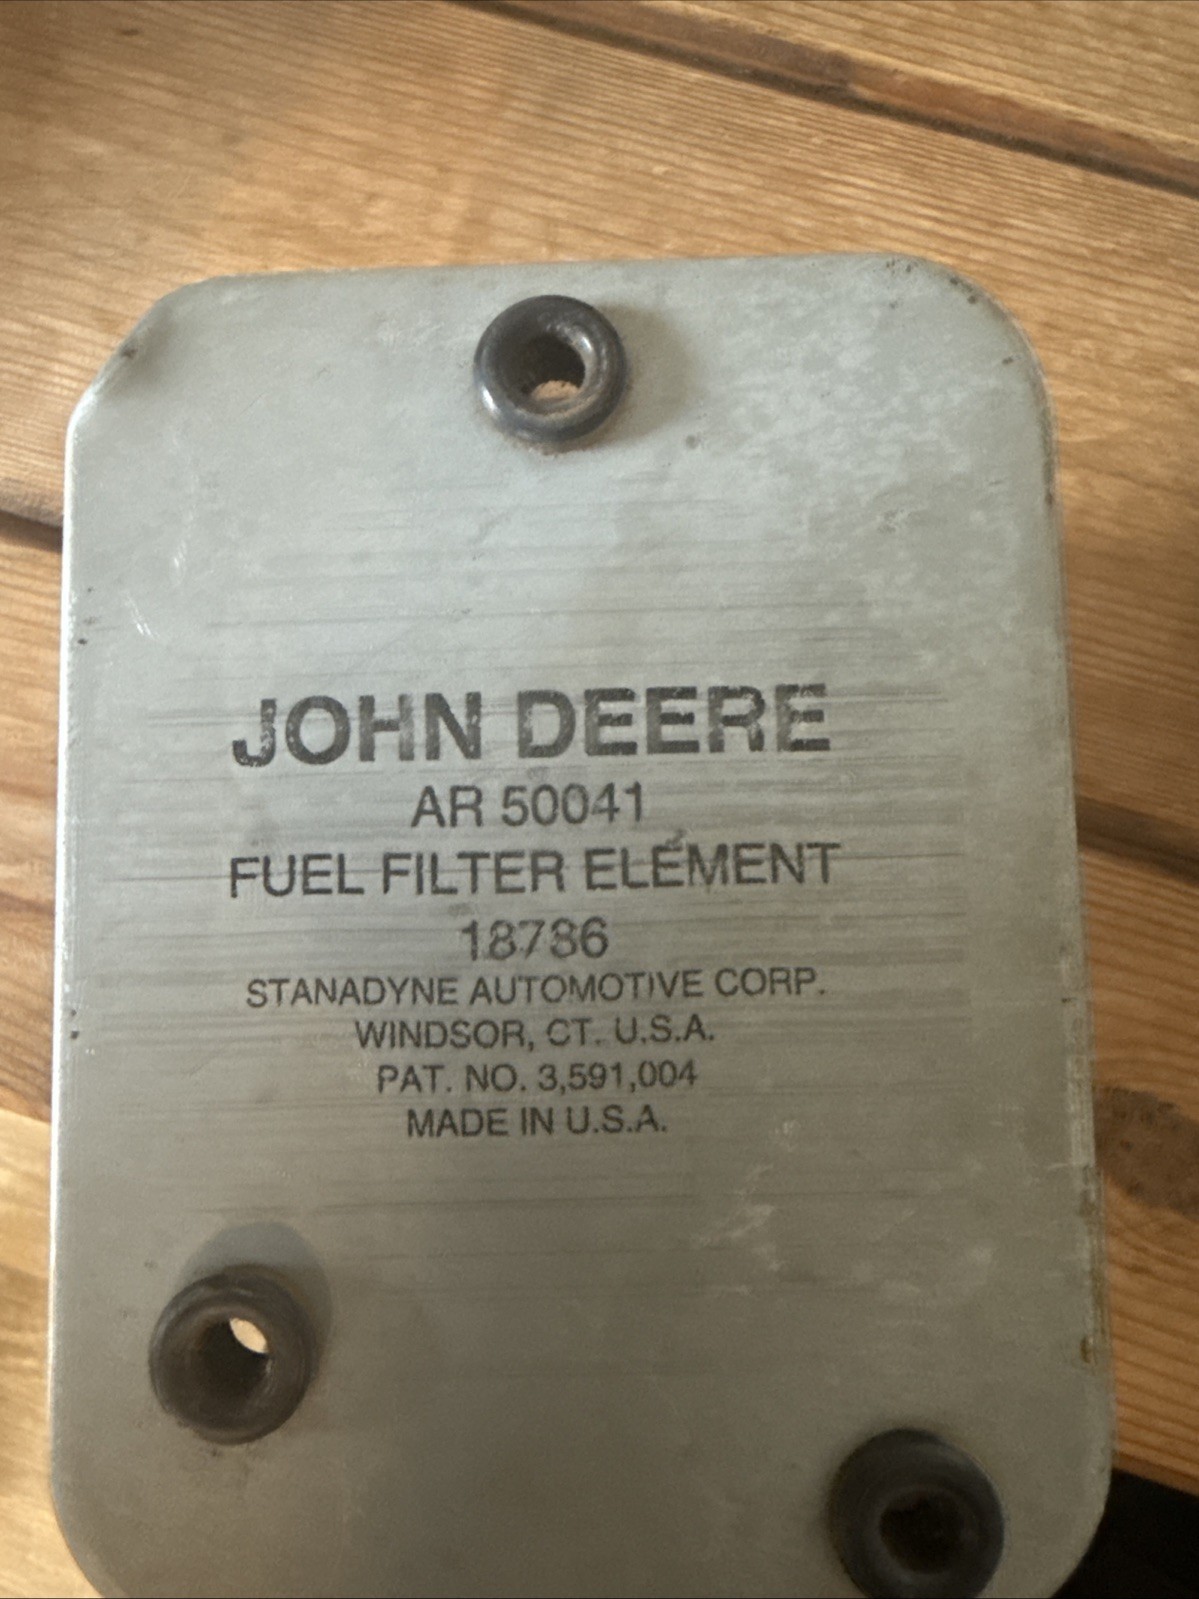 JOHN DEERE
AR 50041
FUEL FILTER ELEMENT
18786
STANADYNE AUTOMOTIVE CORP.
WINDSOR, CT. U.S.A.
PAT. NO. 3,591,004
MADE IN U.S.A.